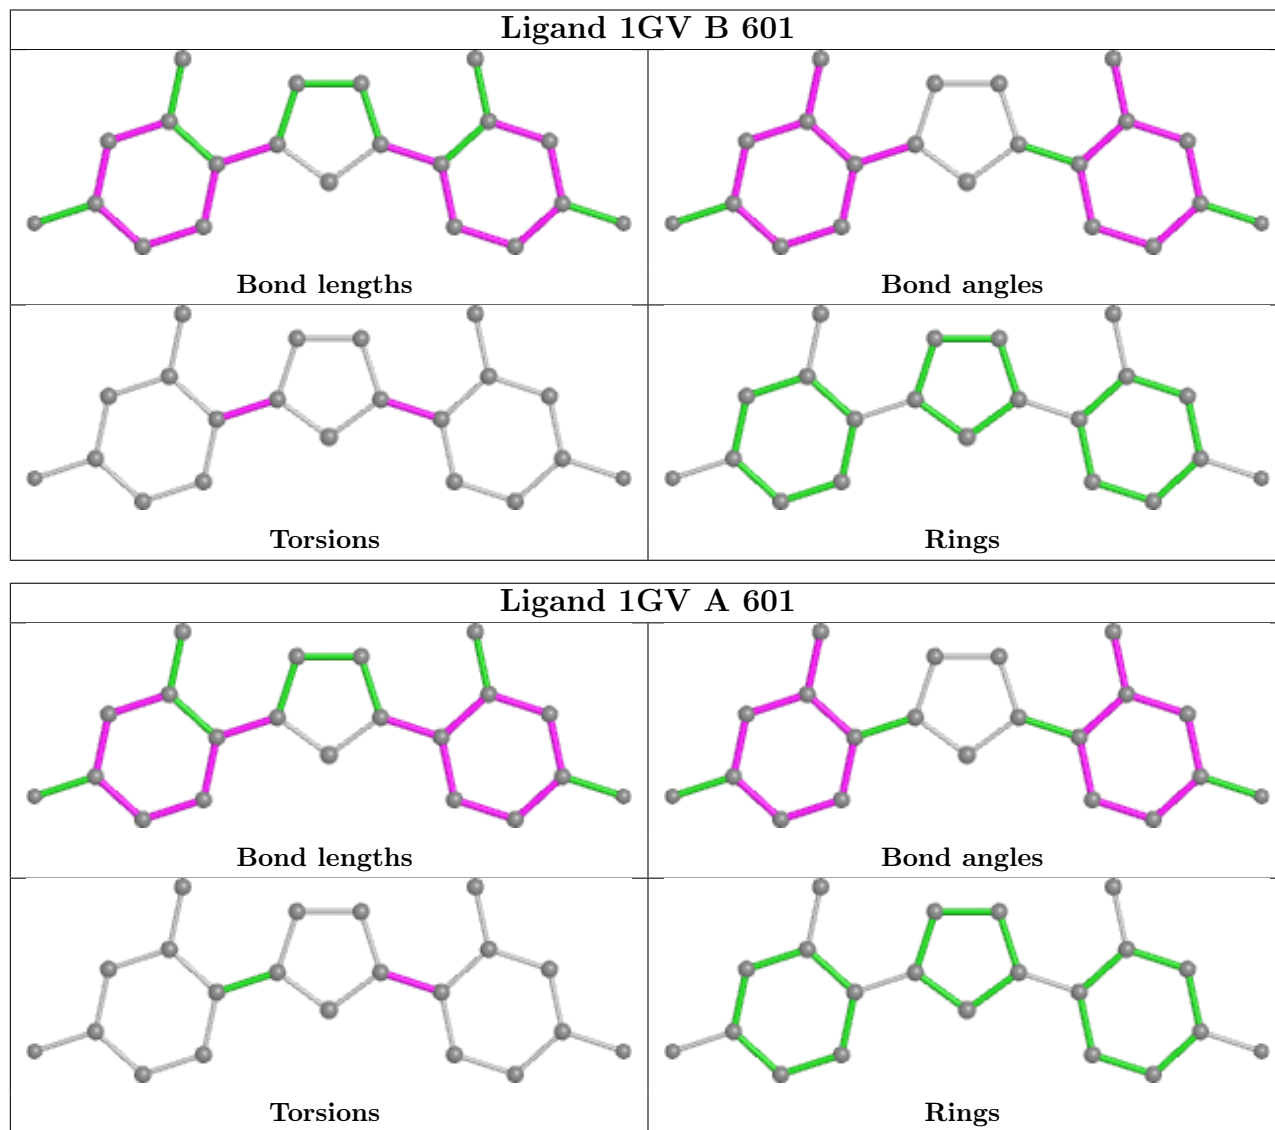 Ligand 1GV B 601
Bond lengths
Bond angles
Torsions
Rings
Ligand 1GV A 601
Bond lengths
Bond angles
Torsions
Rings